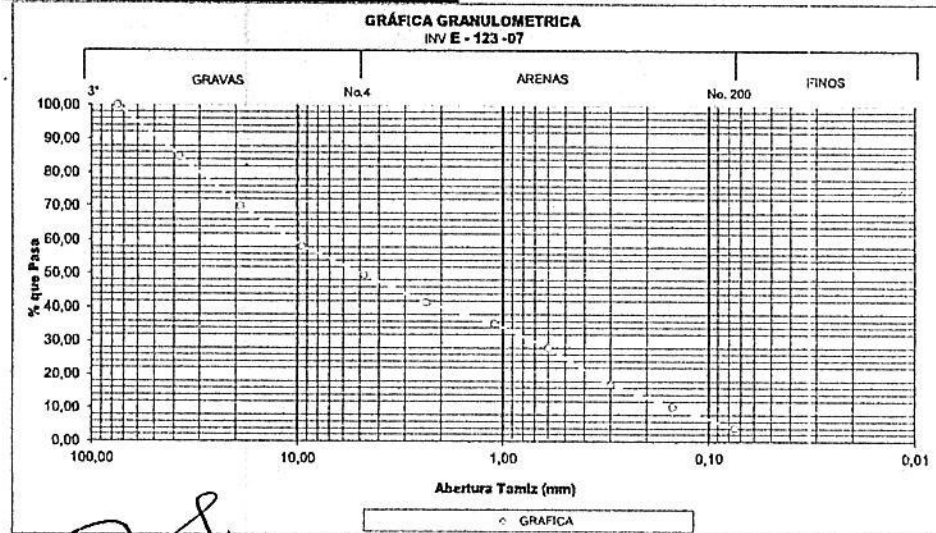 GRÁFICA GRANULOMETRICA
INV E - 123 -07
GRAVAS
ARENAS
FINOS
3"
No.4
No. 200
100,00
90,00
80,00
70,00
60,00
50,00
40,00
30,00
20,00
10,00
0,00
% que Pasa
100,00
10,00
1,00
0,10
0,01
Abertura Tamiz (mm)
GRAFICA